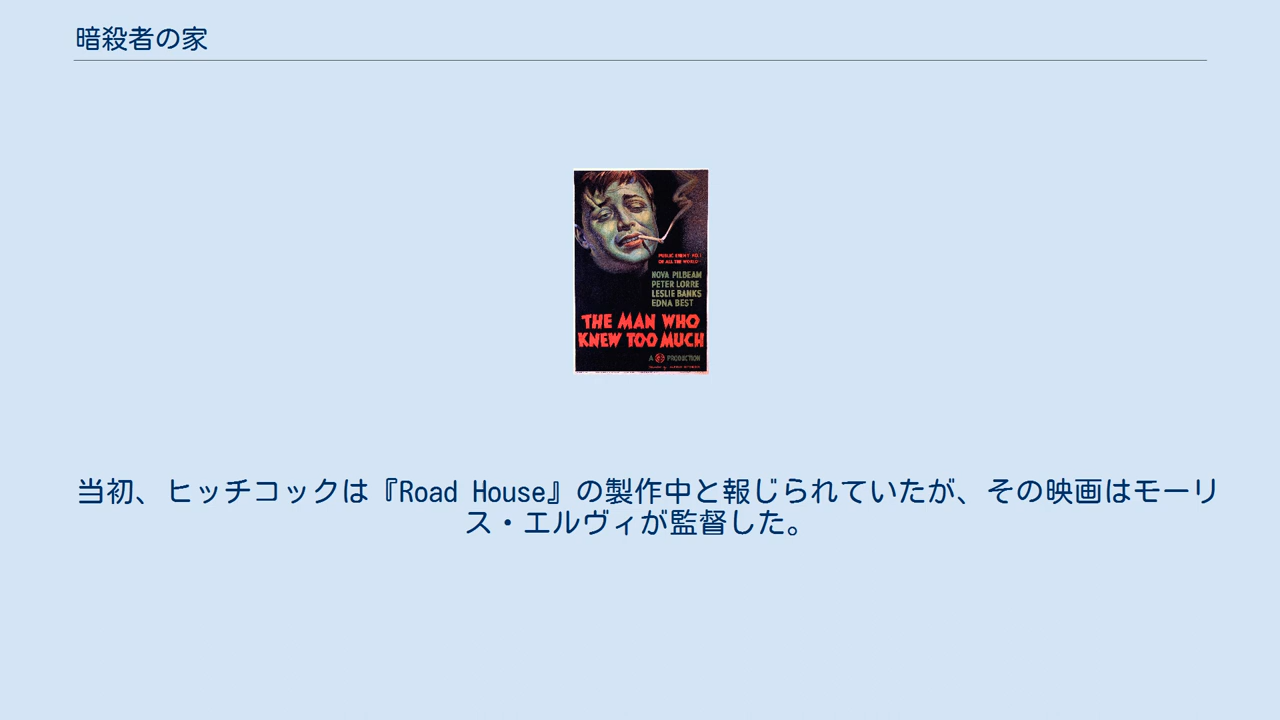 暗殺者の家
PUBLIC ENEMY NO.1
OF ALL THE WORLD
NOVA PILBEAM
PETER LORRE
LESLIE BANKS
EDNA BEST
THE MAN WHO
KNEW TOO MUCH
A PRODUCTION
当初、ヒッチコックは『Road House』の製作中と報じられていたが、その映画はモーリ
ス・エルヴィが監督した。